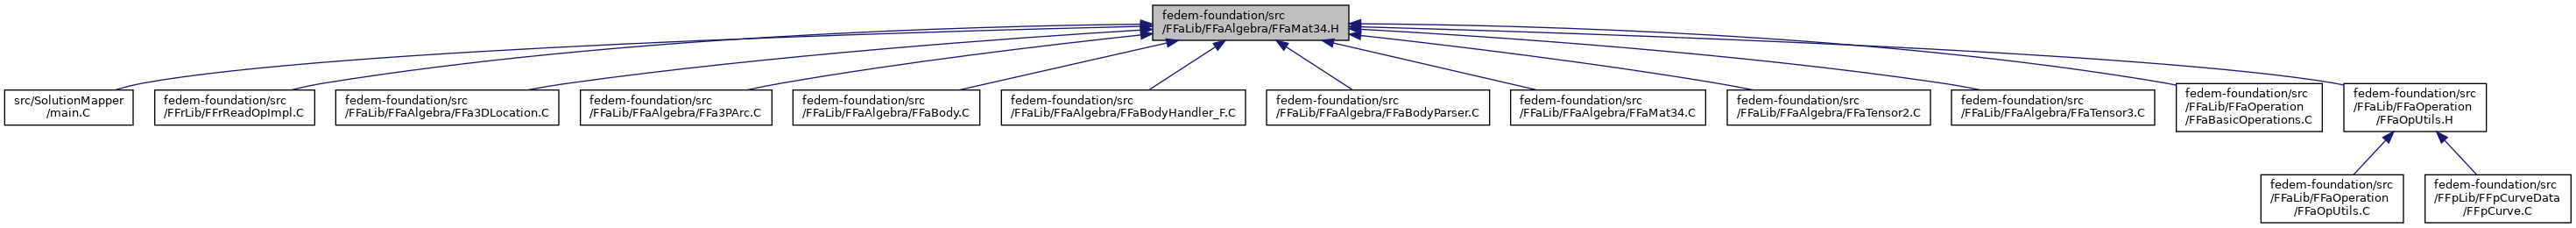 fedem-foundation/src
/FFaLib/FFaAlgebra/FFaMat34.H
src/SolutionMapper
/main.C
fedem-foundation/src
/FFrLib/FFrReadOpImpl.C
fedem-foundation/src
/FFaLib/FFaAlgebra/FFa3DLocation.C
fedem-foundation/src
/FFaLib/FFaAlgebra/FFa3PArc.C
fedem-foundation/src
/FFaLib/FFaAlgebra/FFaBody.C
fedem-foundation/src
/FFaLib/FFaAlgebra/FFaBodyHandler_F.C
fedem-foundation/src
/FFaLib/FFaAlgebra/FFaBodyParser.C
fedem-foundation/src
/FFaLib/FFaAlgebra/FFaMat34.C
fedem-foundation/src
/FFaLib/FFaAlgebra/FFaTensor2.C
fedem-foundation/src
/FFaLib/FFaAlgebra/FFaTensor3.C
fedem-foundation/src
/FFaLib/FFaOperation
/FFaBasicOperations.C
fedem-foundation/src
/FFaLib/FFaOperation
/FFaOpUtils.H
fedem-foundation/src
/FFaLib/FFaOperation
/FFaOpUtils.C
fedem-foundation/src
/FFpLib/FFpCurveData
/FFpCurve.C